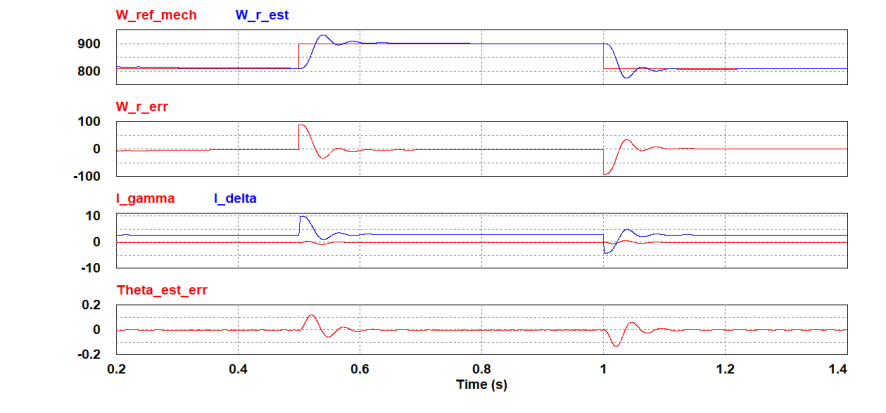 W_ref_mech W_r_est
900
800
W_r_err
100
0
-100
I_gamma I_delta
10
0
-10
Theta_est_err
0.2
0
-0.2
0.2 0.4 0.6 0.8 1 1.2 1.4
Time (s)